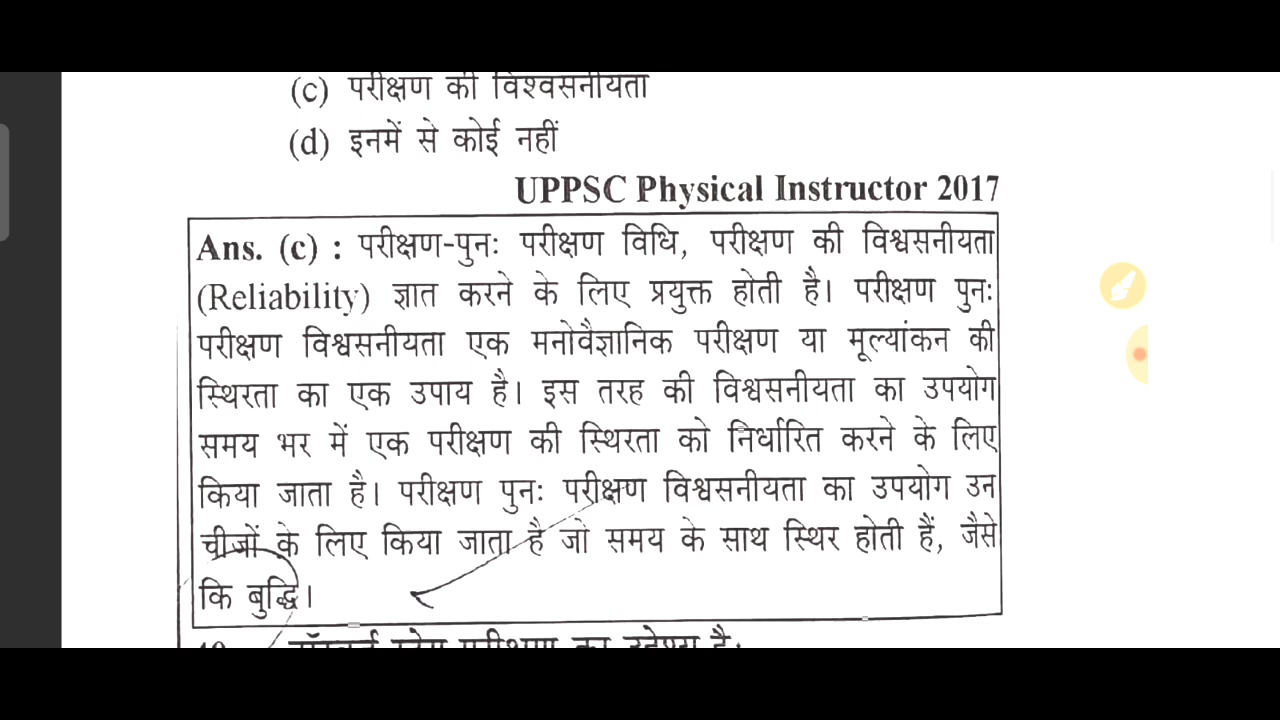 (c) परीक्षण की विश्वसनीयता
(d) इनमें से कोई नहीं
UPPSC Physical Instructor 2017
Ans. (c) : परीक्षण-पुनः परीक्षण विधि, परीक्षण की विश्वसनीयता
(Reliability) ज्ञात करने के लिए प्रयुक्त होती है। परीक्षण पुनः
परीक्षण विश्वसनीयता एक मनोवैज्ञानिक परीक्षण या मूल्यांकन की
स्थिरता का एक उपाय है। इस तरह की विश्वसनीयता का उपयोग
समय भर में एक परीक्षण की स्थिरता को निर्धारित करने के लिए
किया जाता है। परीक्षण पुनः परीक्षण विश्वसनीयता का उपयोग उन
चीजों के लिए किया जाता है जो समय के साथ स्थिर होती हैं, जैसे
कि बुद्धि।
परीक्षण का उद्देश्य है: